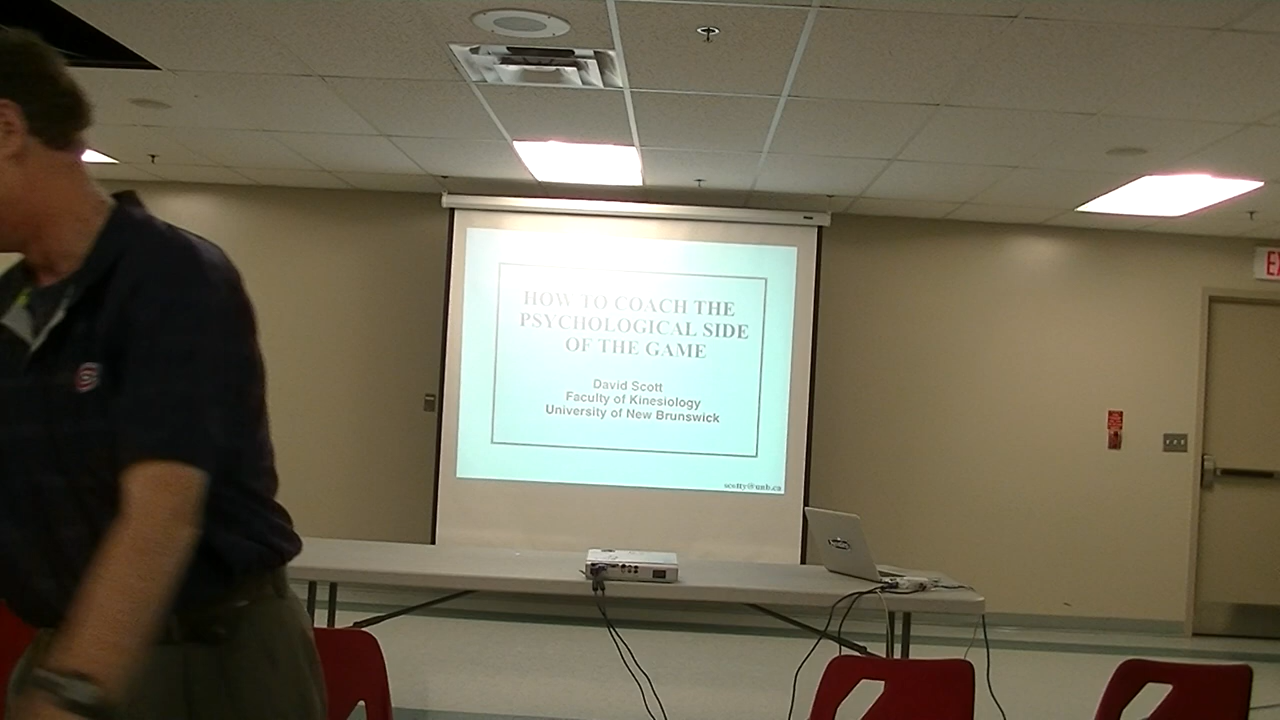 HOW TO COACH THE
PSYCHOLOGICAL SIDE
OF THE GAME
David Scott
Faculty of Kinesiology
University of New Brunswick
scotty@unb.ca
EX